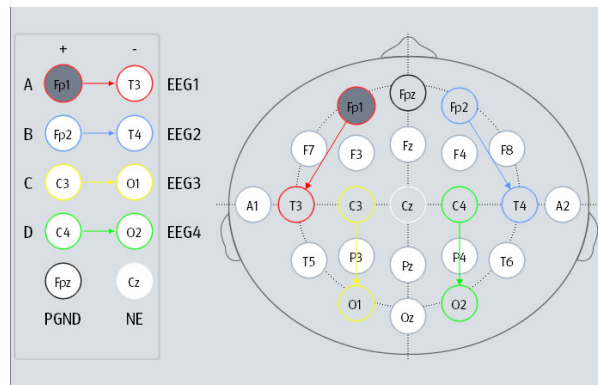 + -
A Fp1 T3 EEG1
B Fp2 T4 EEG2
C C3 O1 EEG3
D C4 O2 EEG4
Fpz Cz
PGND NE
Fpz
Fp1 Fp2
F7 F3 Fz F4 F8
A1 T3 C3 Cz C4 T4 A2
T5 P3 Pz P4 T6
O1 Oz O2